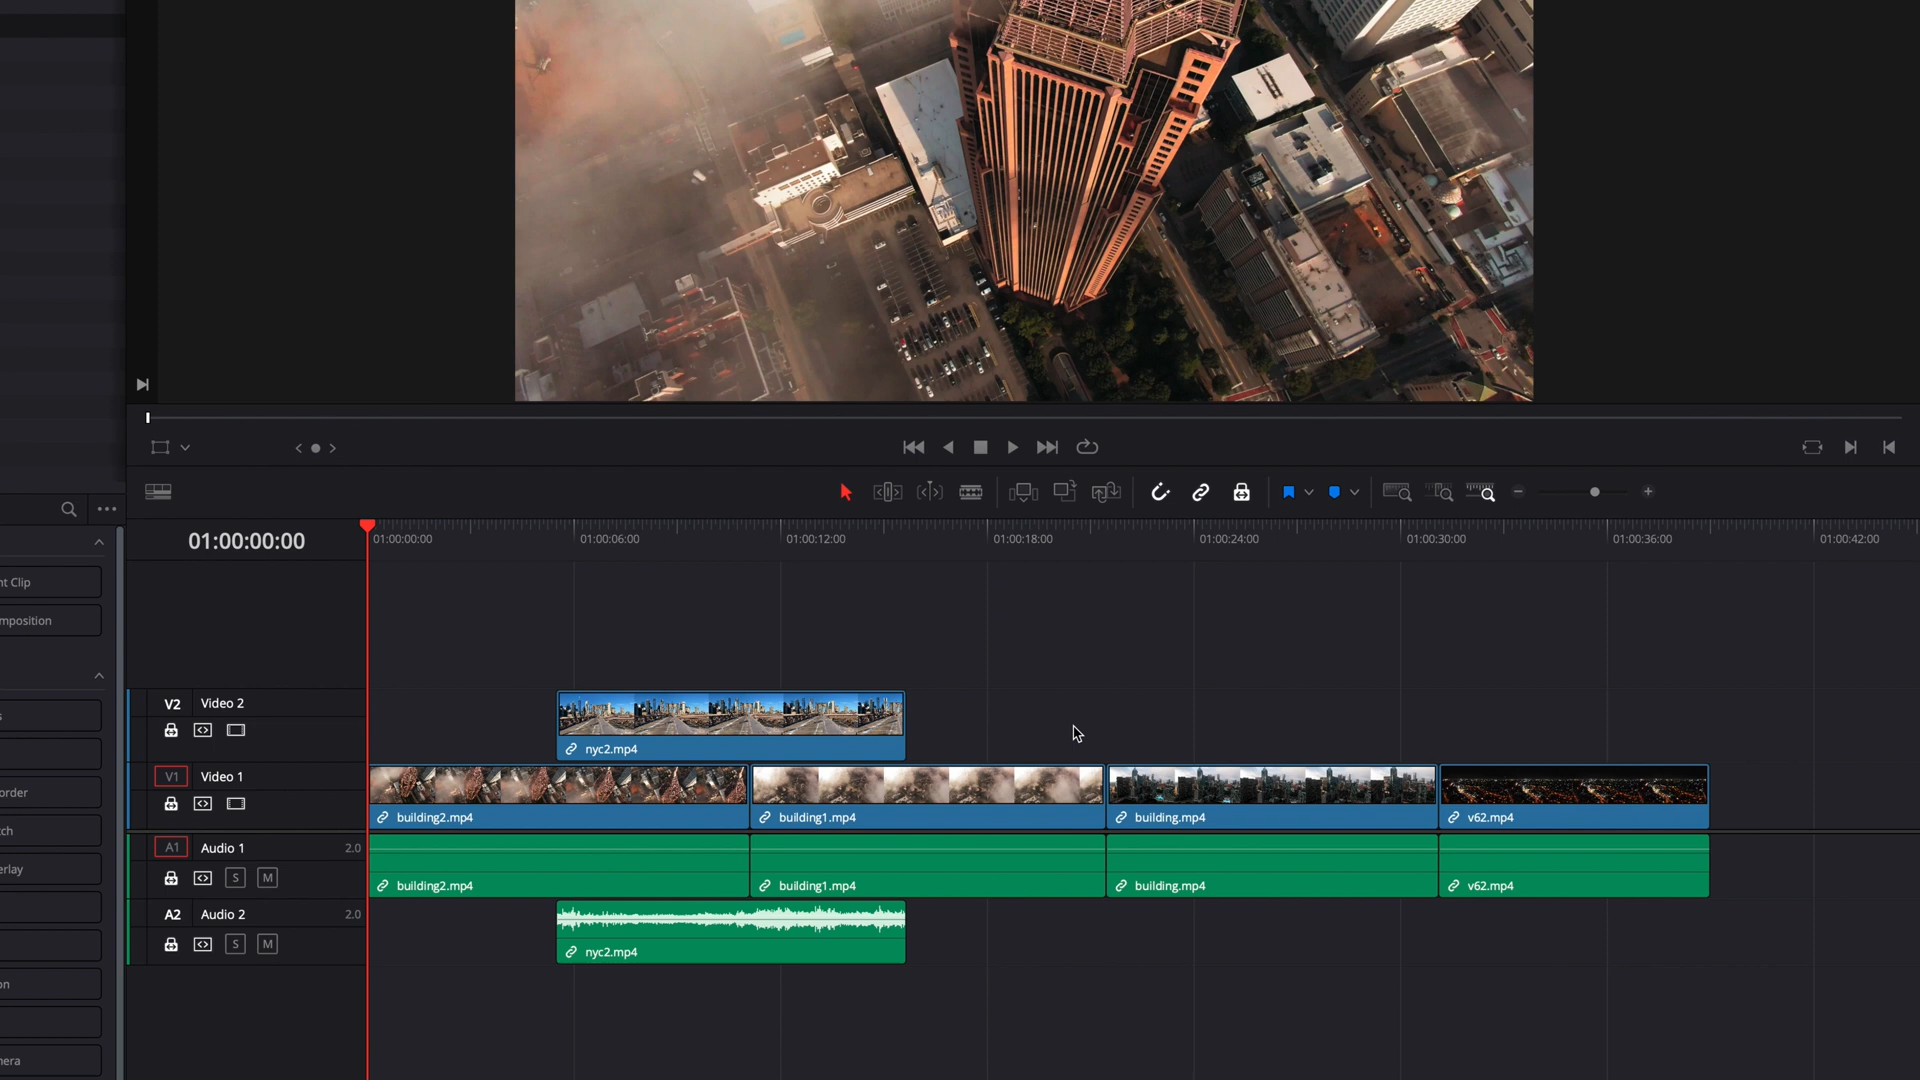 01:00:00:00
01:00:00:00 01:00:06:00 01:00:12:00 01:00:18:00 01:00:24:00 01:00:30:00 01:00:36:00 01:00:42:00
nt Clip
mposition
s
order
tch
erlay
on
nera
V2 Video 2
nyc2.mp4
V1 Video 1
building2.mp4 building1.mp4 building.mp4 v62.mp4
A1 Audio 1 2.0
S M
building2.mp4 building1.mp4 building.mp4 v62.mp4
A2 Audio 2 2.0
S M
nyc2.mp4